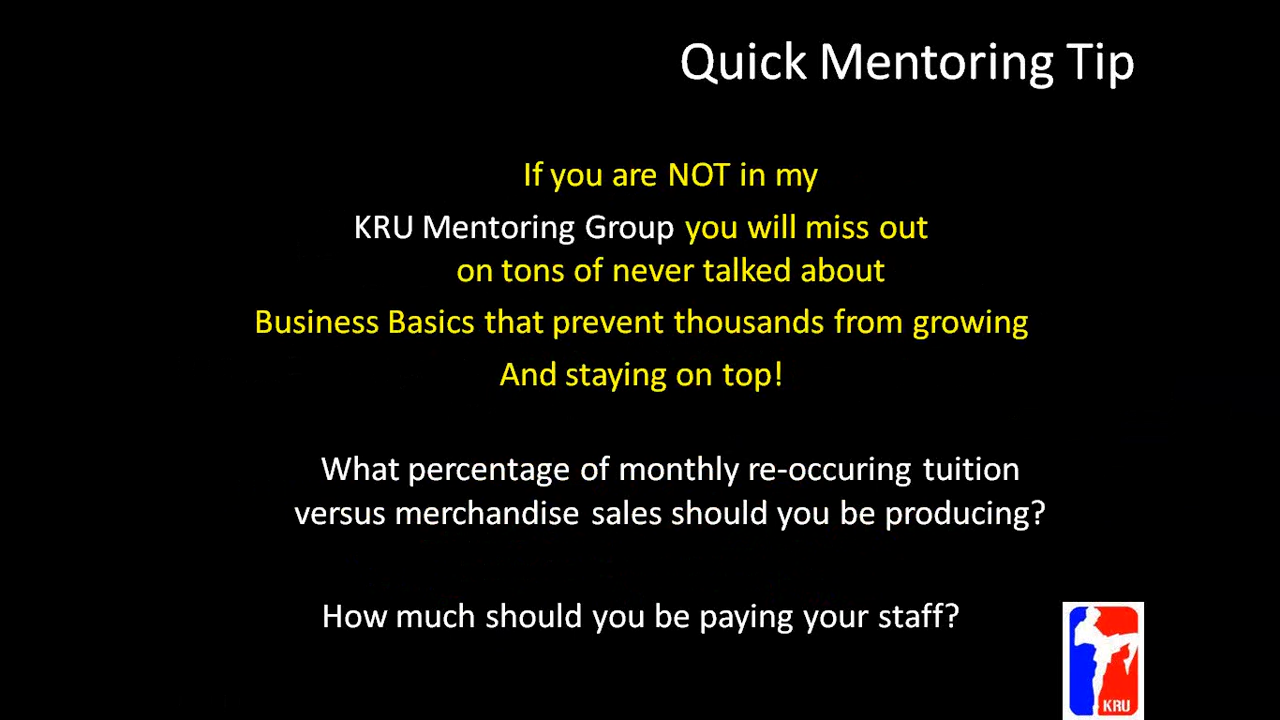 Quick Mentoring Tip
If you are NOT in my
KRU Mentoring Group you will miss out
on tons of never talked about
Business Basics that prevent thousands from growing
And staying on top!
What percentage of monthly re-occuring tuition
versus merchandise sales should you be producing?
How much should you be paying your staff?
KRU